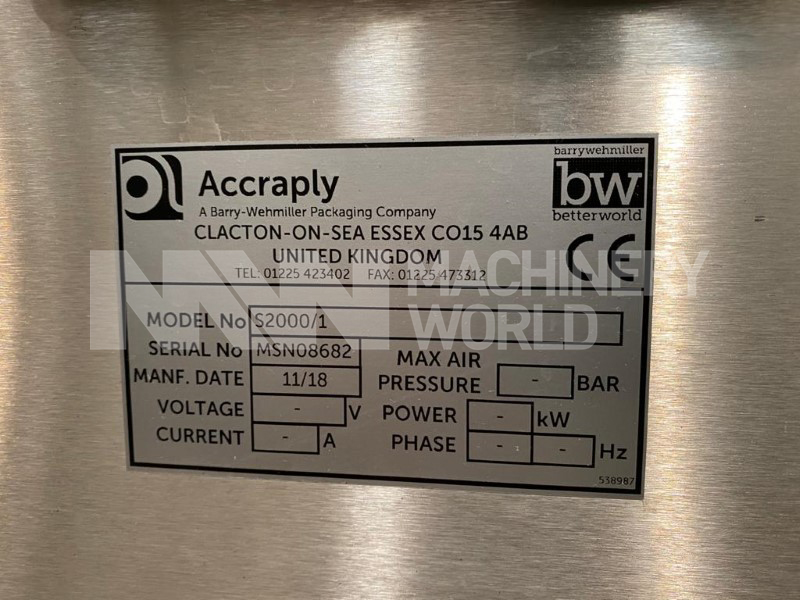 Accraply
A Barry-Wehmiller Packaging Company
barrywehmiller
bw
betterworld
CLACTON-ON-SEA ESSEX CO15 4AB
UNITED KINGDOM
TEL: 01225 423402 FAX: 01225 473312
CE
MACHINERY
WORLD
MODEL No S2000/1
SERIAL No MSN08682
MANF. DATE 11/18
MAX AIR
PRESSURE - BAR
VOLTAGE - V
POWER - kW
CURRENT - A
PHASE - - Hz
538987